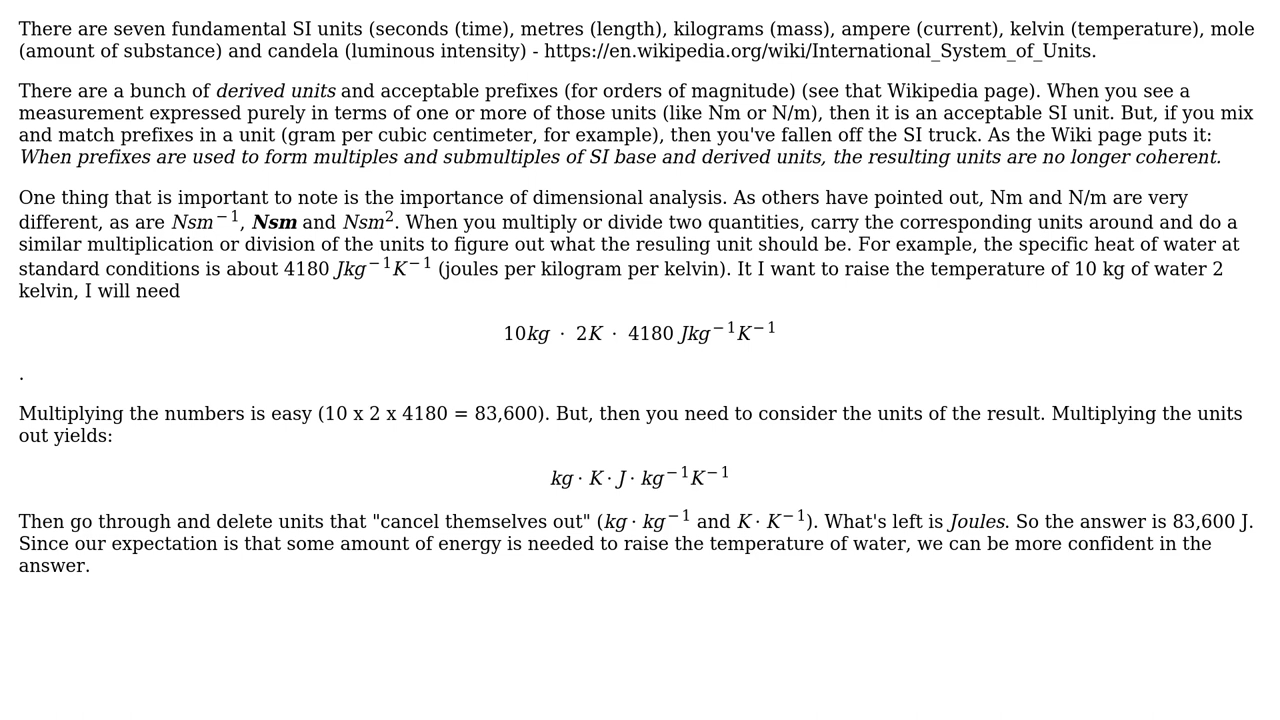 There are seven fundamental SI units (seconds (time), metres (length), kilograms (mass), ampere (current), kelvin (temperature), mole
(amount of substance) and candela (luminous intensity) - https://en.wikipedia.org/wiki/International_System_of_Units.
There are a bunch of derived units and acceptable prefixes (for orders of magnitude) (see that Wikipedia page). When you see a
measurement expressed purely in terms of one or more of those units (like Nm or N/m), then it is an acceptable SI unit. But, if you mix
and match prefixes in a unit (gram per cubic centimeter, for example), then you've fallen off the SI truck. As the Wiki page puts it:
When prefixes are used to form multiples and submultiples of SI base and derived units, the resulting units are no longer coherent.
One thing that is important to note is the importance of dimensional analysis. As others have pointed out, Nm and N/m are very
different, as are Nsm⁻¹, Nsm and Nsm². When you multiply or divide two quantities, carry the corresponding units around and do a
similar multiplication or division of the units to figure out what the resuling unit should be. For example, the specific heat of water at
standard conditions is about 4180 Jkg⁻¹K⁻¹ (joules per kilogram per kelvin). It I want to raise the temperature of 10 kg of water 2
kelvin, I will need
10kg · 2K · 4180 Jkg⁻¹K⁻¹
.
Multiplying the numbers is easy (10 x 2 x 4180 = 83,600). But, then you need to consider the units of the result. Multiplying the units
out yields:
kg · K · J · kg⁻¹K⁻¹
Then go through and delete units that "cancel themselves out" (kg · kg⁻¹ and K · K⁻¹). What's left is Joules. So the answer is 83,600 J.
Since our expectation is that some amount of energy is needed to raise the temperature of water, we can be more confident in the
answer.